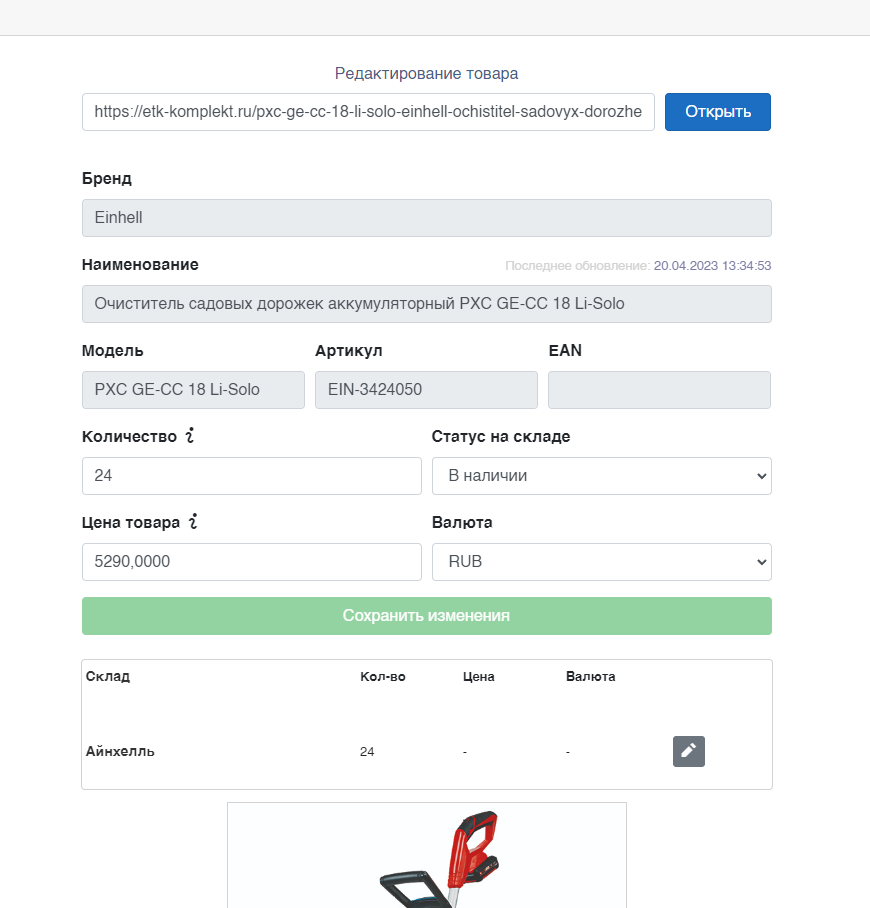 Редактирование товара
https://etk-komplekt.ru/pxc-ge-cc-18-li-solo-einhell-ochistitel-sadovyx-dorozhe
Открыть
Бренд
Einhell
Наименование
Последнее обновление: 20.04.2023 13:34:53
Очиститель садовых дорожек аккумуляторный PXC GE-CC 18 Li-Solo
Модель Артикул EAN
PXC GE-CC 18 Li-Solo EIN-3424050
Количество i Статус на складе
24 В наличии
Цена товара i Валюта
5290,0000 RUB
Сохранить изменения
Склад Кол-во Цена Валюта
Айнхелль 24 - -